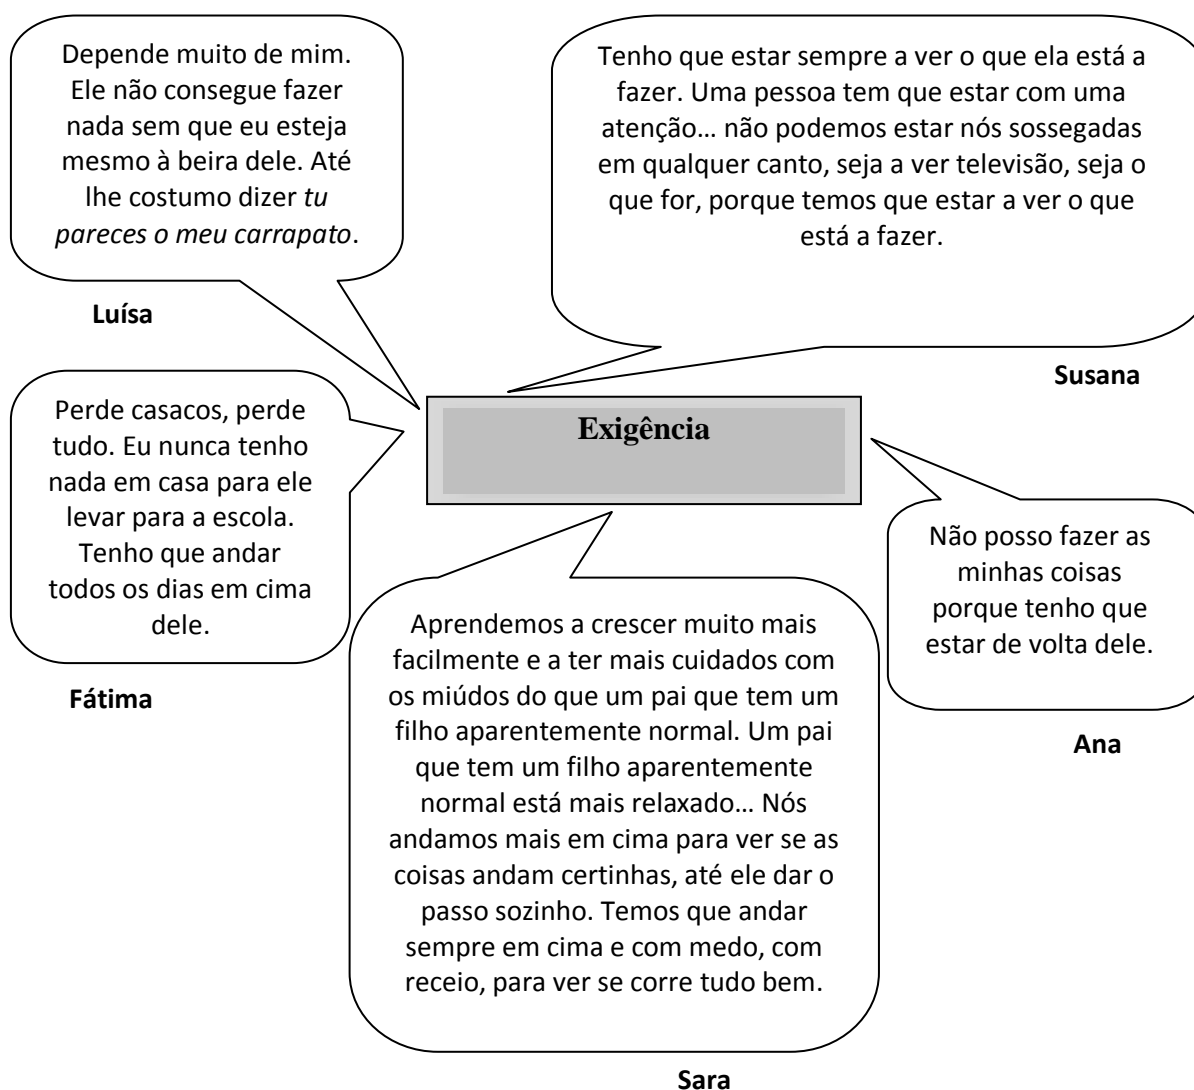 Depende muito de mim.
Ele não consegue fazer
nada sem que eu esteja
mesmo à beira dele. Até
lhe costumo dizer tu
pareces o meu carrapato.
Luísa
Tenho que estar sempre a ver o que ela está a
fazer. Uma pessoa tem que estar com uma
atenção… não podemos estar nós sossegadas
em qualquer canto, seja a ver televisão, seja o
que for, porque temos que estar a ver o que
está a fazer.
Susana
Exigência
Perde casacos, perde
tudo. Eu nunca tenho
nada em casa para ele
levar para a escola.
Tenho que andar
todos os dias em cima
dele.
Fátima
Não posso fazer as
minhas coisas
porque tenho que
estar de volta dele.
Ana
Aprendemos a crescer muito mais
facilmente e a ter mais cuidados com
os miúdos do que um pai que tem um
filho aparentemente normal. Um pai
que tem um filho aparentemente
normal está mais relaxado… Nós
andamos mais em cima para ver se as
coisas andam certinhas, até ele dar o
passo sozinho. Temos que andar
sempre em cima e com medo, com
receio, para ver se corre tudo bem.
Sara